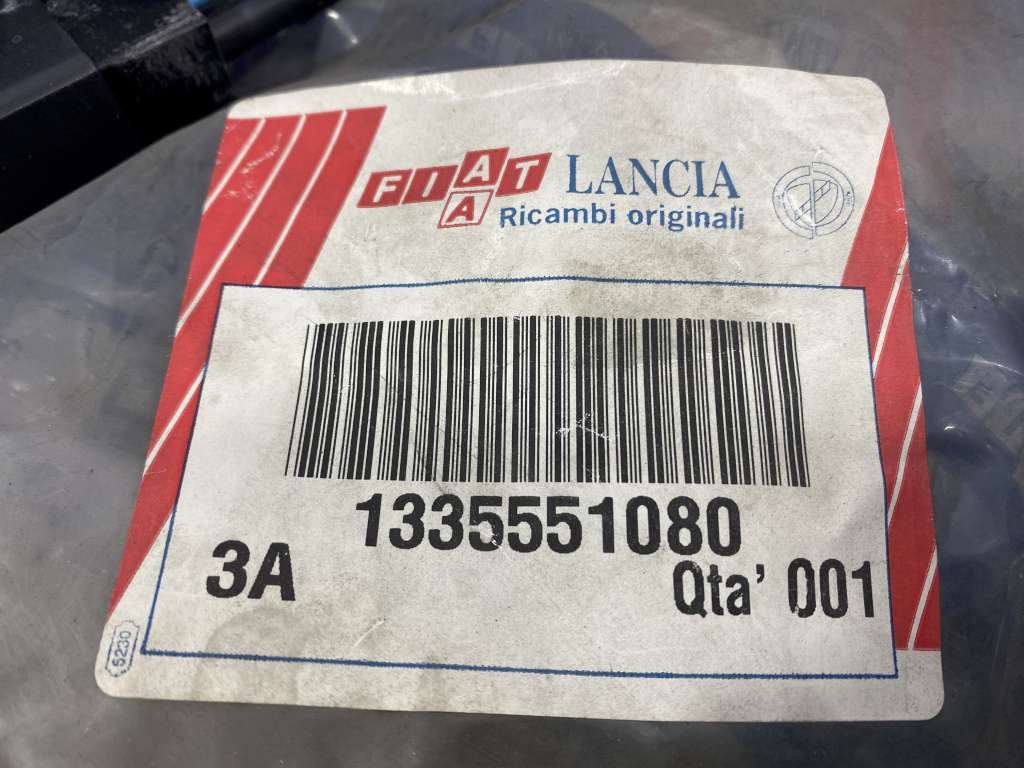 FIAT LANCIA
A
Ricambi originali
1335551080
3A
Qta' 001
5230